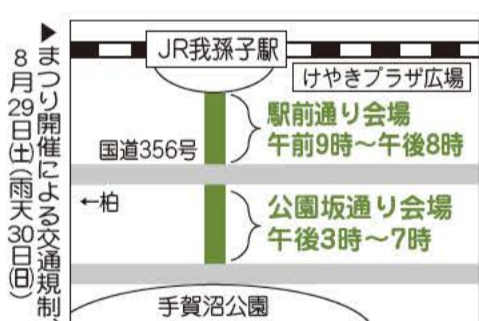 ▶まつり開催による交通規制、
8月29日(土)(雨天30日(日))
JR我孫子駅
けやきプラザ広場
駅前通り会場
午前9時～午後8時
国道356号
←柏
公園坂通り会場
午後3時～7時
手賀沼公園